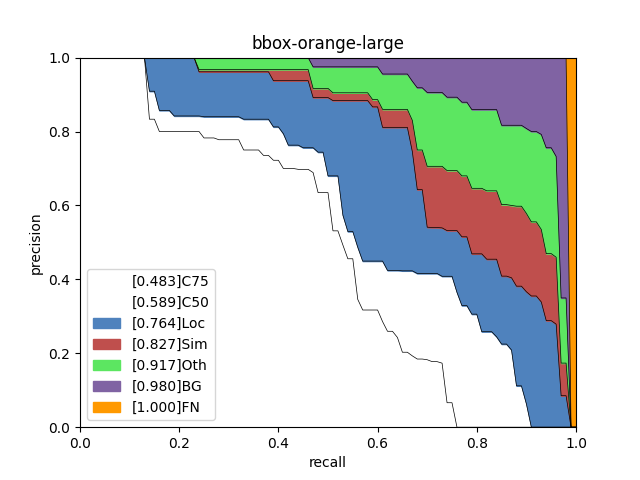 bbox-orange-large
precision
1.0
0.8
0.6
0.4
0.2
0.0
[0.483]C75
[0.589]C50
[0.764]Loc
[0.827]Sim
[0.917]Oth
[0.980]BG
[1.000]FN
0.0 0.2 0.4 0.6 0.8 1.0
recall